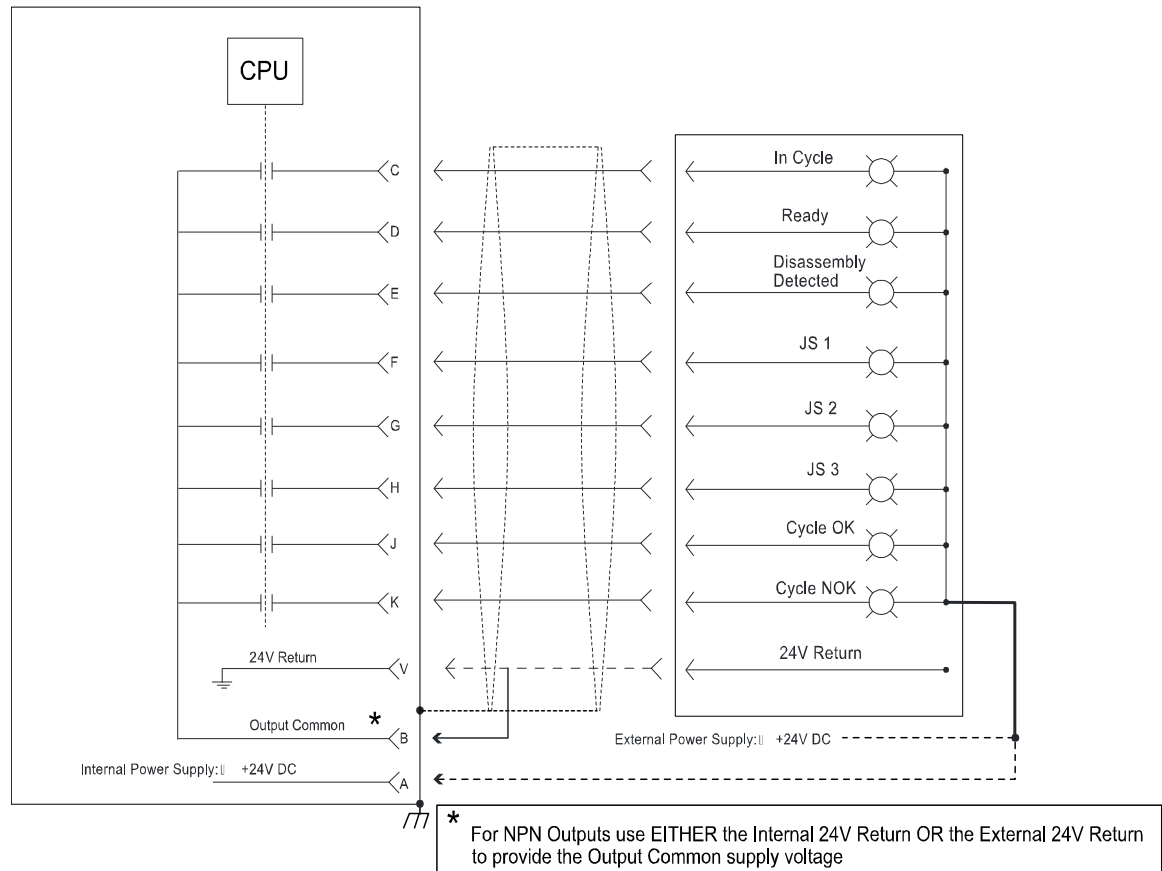 CPU
C
In Cycle
D
Ready
E
Disassembly
Detected
F
JS 1
G
JS 2
H
JS 3
J
Cycle OK
K
Cycle NOK
24V Return
V
24V Return
Output Common *
B
External Power Supply: +24V DC
Internal Power Supply: +24V DC
A
* For NPN Outputs use EITHER the Internal 24V Return OR the External 24V Return
to provide the Output Common supply voltage